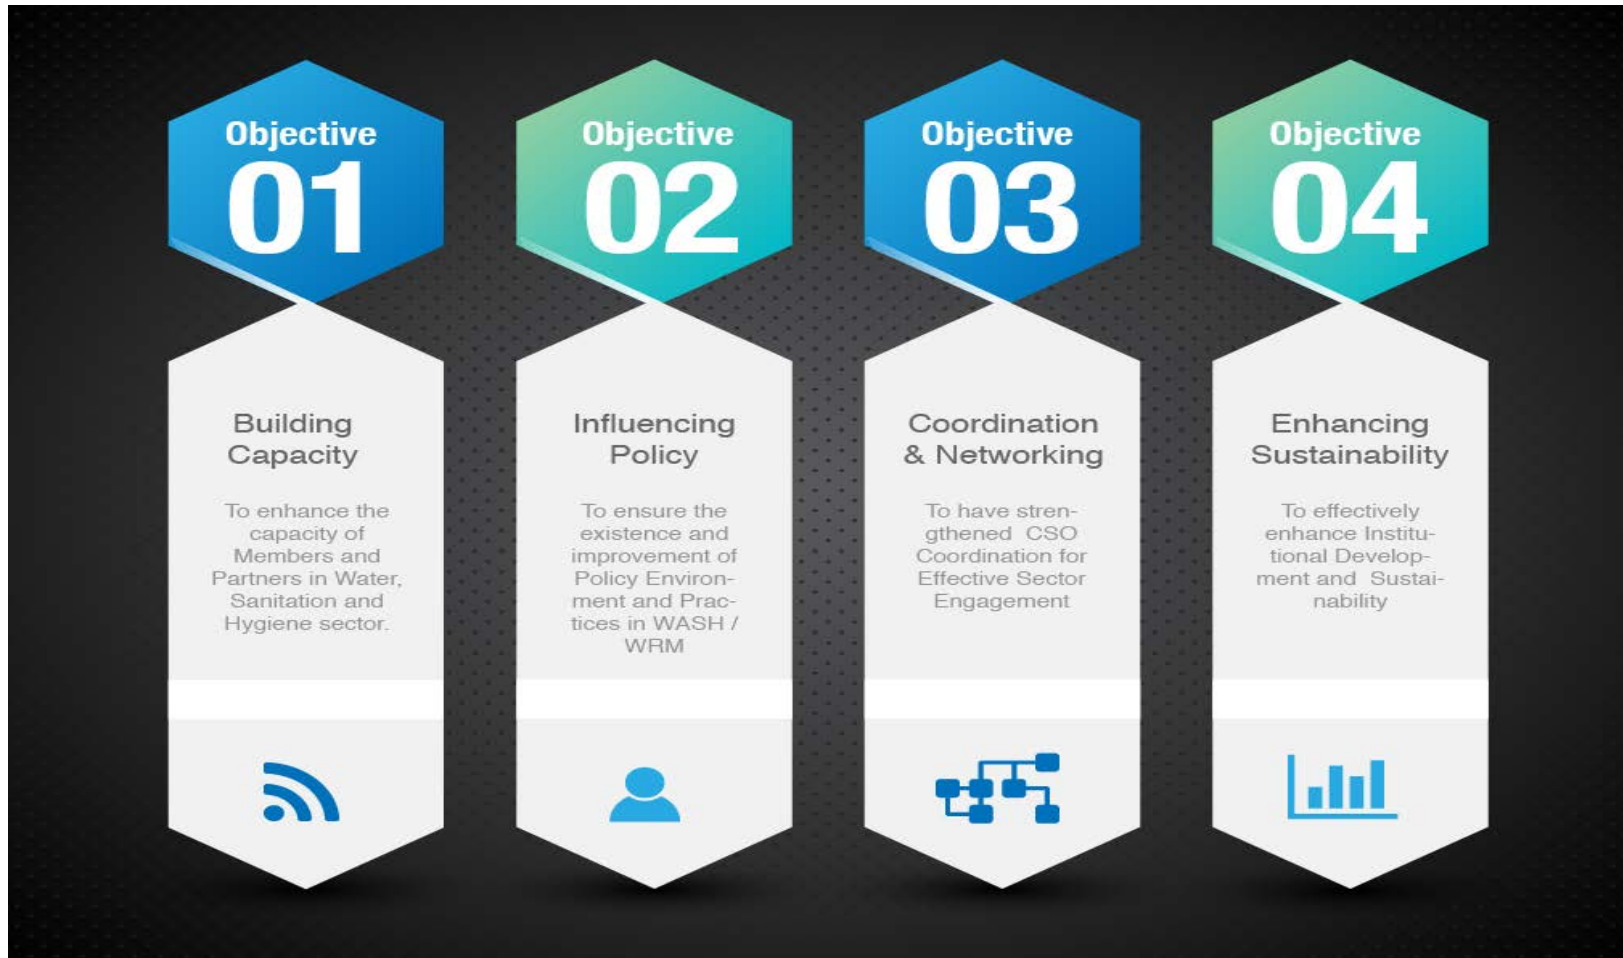 Objective
01
Building
Capacity
To enhance the
capacity of
Members and
Partners in Water,
Sanitation and
Hygiene sector.
Objective
02
Influencing
Policy
To ensure the
existence and
improvement of
Policy Environ-
ment and Prac-
tices in WASH /
WRM
Objective
03
Coordination
& Networking
To have stren-
gthened  CSO
Coordination for
Effective Sector
Engagement
Objective
04
Enhancing
Sustainability
To effectively
enhance Institu-
tional Develop-
ment and  Sustai-
nability